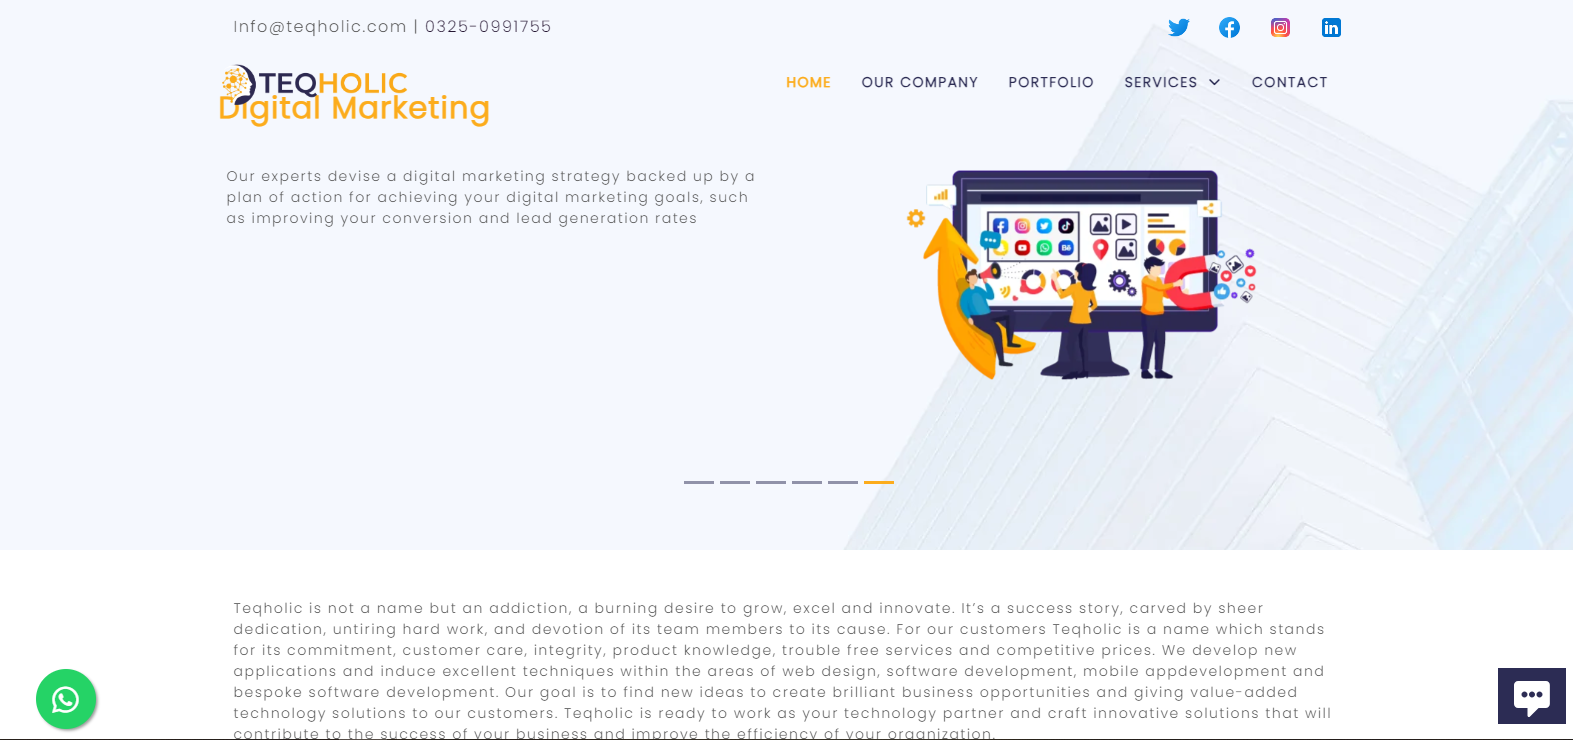 Info@teqholic.com | 0325-0991755
TEQHOLIC
HOME OUR COMPANY PORTFOLIO SERVICES CONTACT
Digital Marketing
Our experts devise a digital marketing strategy backed up by a
plan of action for achieving your digital marketing goals, such
as improving your conversion and lead generation rates
Teqholic is not a name but an addiction, a burning desire to grow, excel and innovate. It’s a success story, carved by sheer
dedication, untiring hard work, and devotion of its team members to its cause. For our customers Teqholic is a name which stands
for its commitment, customer care, integrity, product knowledge, trouble free services and competitive prices. We develop new
applications and induce excellent techniques within the areas of web design, software development, mobile appdevelopment and
bespoke software development. Our goal is to find new ideas to create brilliant business opportunities and giving value-added
technology solutions to our customers. Teqholic is ready to work as your technology partner and craft innovative solutions that will
contribute to the success of your business and improve the efficiency of your organization.